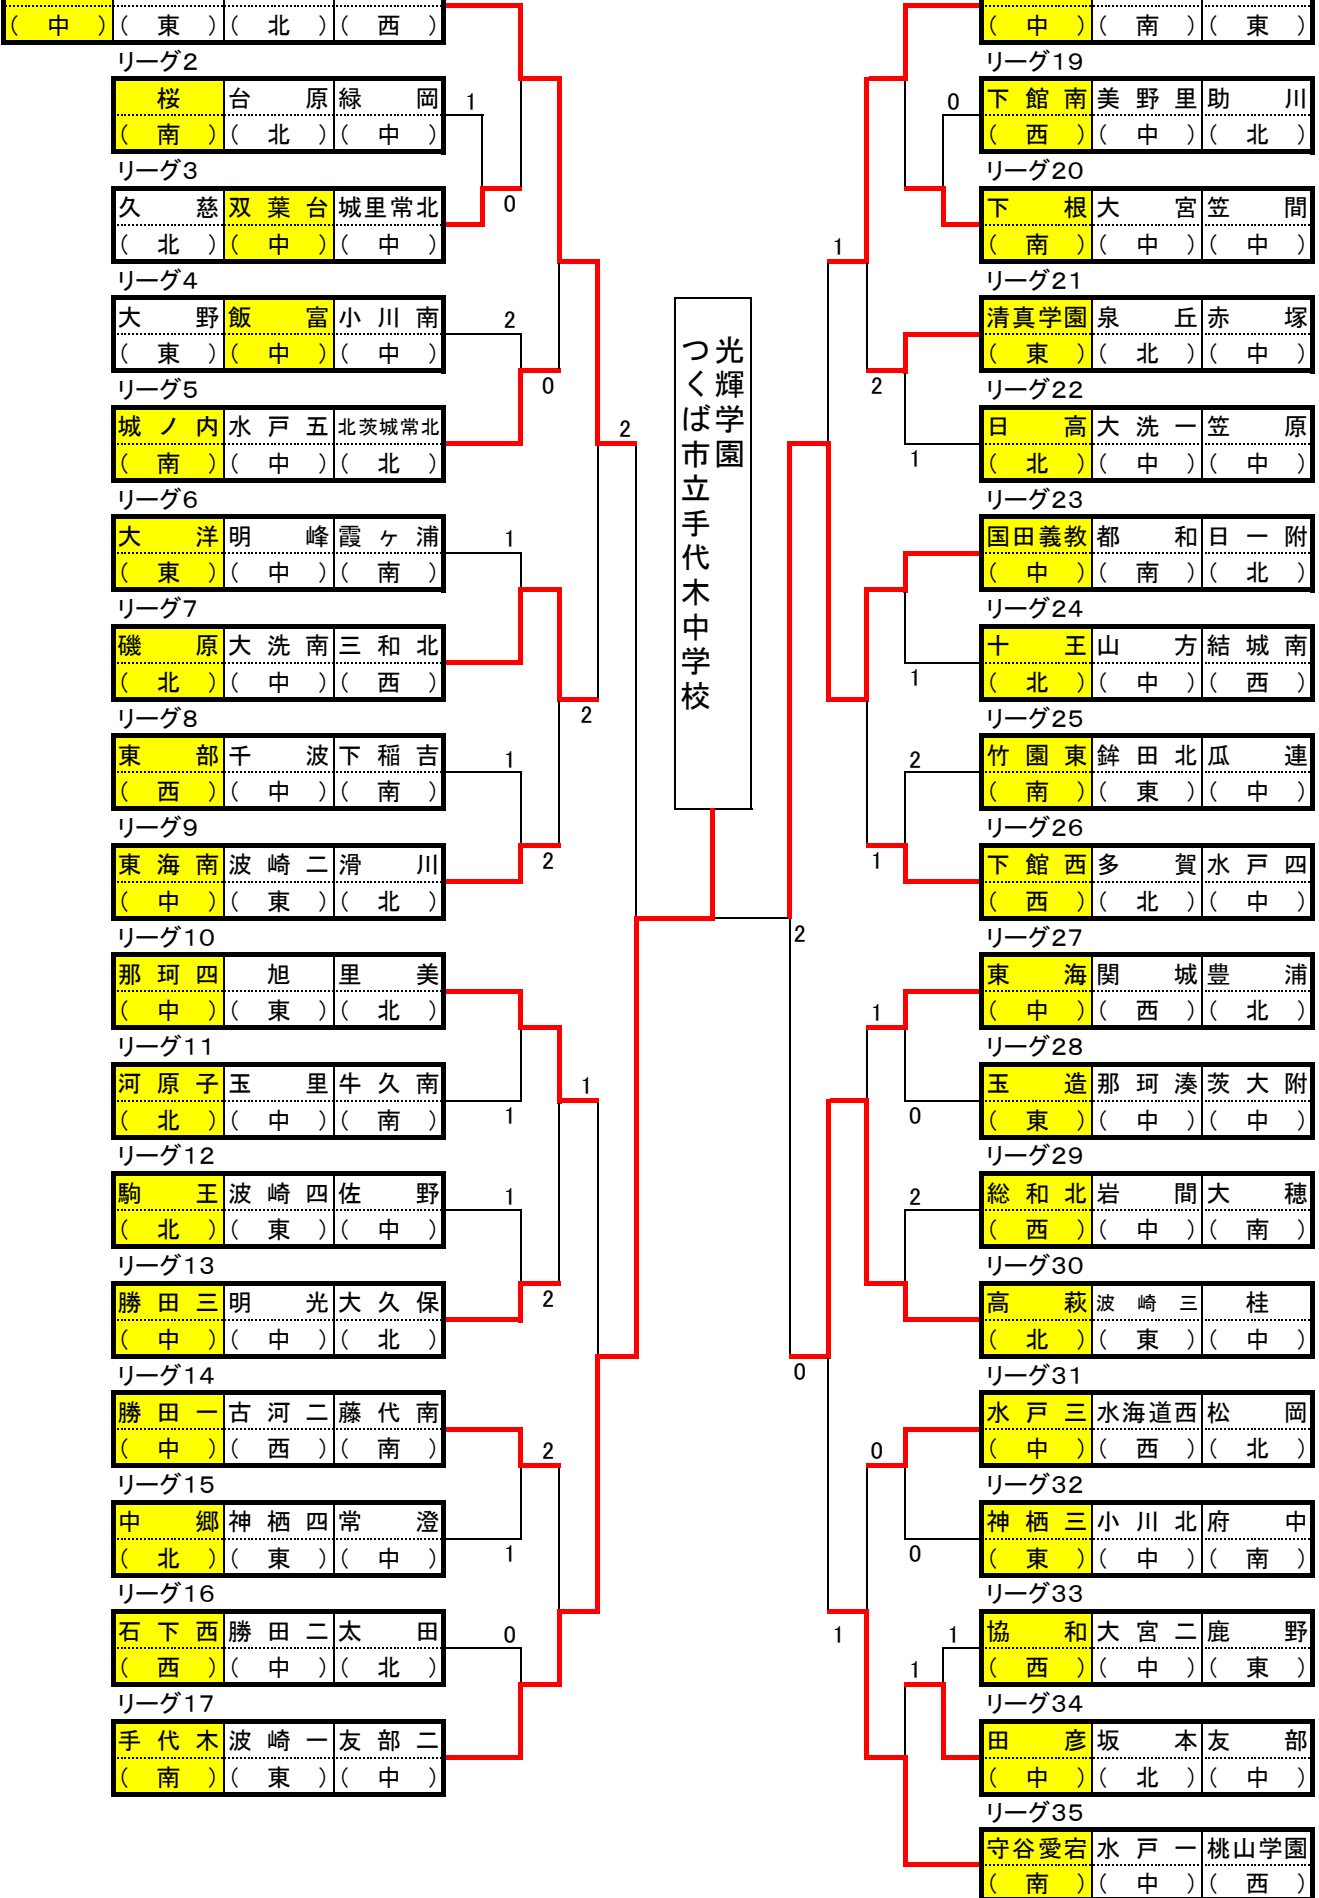 ( 中 ) ( 東 ) ( 北 ) ( 西 )
リーグ2
桜 台原 緑岡 1
( 南 ) ( 北 ) ( 中 )
リーグ3
久慈 双葉台 城里常北 0
( 北 ) ( 中 ) ( 中 )
リーグ4
大野 飯富 小川南 2
( 東 ) ( 中 ) ( 中 )
リーグ5
0
城ノ内 水戸五 北茨城常北
( 南 ) ( 中 ) ( 北 )
2
リーグ6
大洋 明峰 霞ヶ浦 1
( 東 ) ( 中 ) ( 南 )
リーグ7
磯原 大洗南 三和北
( 北 ) ( 中 ) ( 西 )
2
リーグ8
東部 千波 下稲吉 1
( 西 ) ( 中 ) ( 南 )
リーグ9
東海南 波崎二 滑川 2
( 中 ) ( 東 ) ( 北 )
リーグ10
那珂四 旭 里美
( 中 ) ( 東 ) ( 北 )
リーグ11
河原子 玉里 牛久南 1
( 北 ) ( 中 ) ( 南 ) 1
リーグ12
駒王 波崎四 佐野 1
( 北 ) ( 東 ) ( 中 )
リーグ13
勝田三 明光 大久保 2
( 中 ) ( 中 ) ( 北 )
リーグ14
勝田一 古河二 藤代南
( 中 ) ( 西 ) ( 南 ) 2
リーグ15
中郷 神栖四 常澄
( 北 ) ( 東 ) ( 中 ) 1
リーグ16
石下西 勝田二 太田 0
( 西 ) ( 中 ) ( 北 )
リーグ17
手代木 波崎一 友部二
( 南 ) ( 東 ) ( 中 )
光輝学園
つくば市立手代木中学校
( 中 ) ( 南 ) ( 東 )
リーグ19
0 下館南 美野里 助川
( 西 ) ( 中 ) ( 北 )
リーグ20
下根 大宮 笠間
1 ( 南 ) ( 中 ) ( 中 )
リーグ21
清真学園 泉丘 赤塚
( 東 ) ( 北 ) ( 中 )
2 リーグ22
日高 大洗一 笠原
1 ( 北 ) ( 中 ) ( 中 )
リーグ23
国田義教 都和 日一附
( 中 ) ( 南 ) ( 北 )
リーグ24
十王 山方 結城南
1 ( 北 ) ( 中 ) ( 西 )
リーグ25
2 竹園東 鉾田北 瓜連
( 南 ) ( 東 ) ( 中 )
リーグ26
1 下館西 多賀 水戸四
( 西 ) ( 北 ) ( 中 )
2 リーグ27
東海 関城 豊浦
1 ( 中 ) ( 西 ) ( 北 )
リーグ28
玉造 那珂湊 茨大附
0 ( 東 ) ( 中 ) ( 中 )
リーグ29
2 総和北 岩間 大穂
( 西 ) ( 中 ) ( 南 )
リーグ30
高萩 波崎三 桂
( 北 ) ( 東 ) ( 中 )
0 リーグ31
水戸三 水海道西 松岡
0 ( 中 ) ( 西 ) ( 北 )
リーグ32
神栖三 小川北 府中
0 ( 東 ) ( 中 ) ( 南 )
リーグ33
1 1 協和 大宮二 鹿野
1 ( 西 ) ( 中 ) ( 東 )
リーグ34
田彦 坂本 友部
( 中 ) ( 北 ) ( 中 )
リーグ35
守谷愛宕 水戸一 桃山学園
( 南 ) ( 中 ) ( 西 )